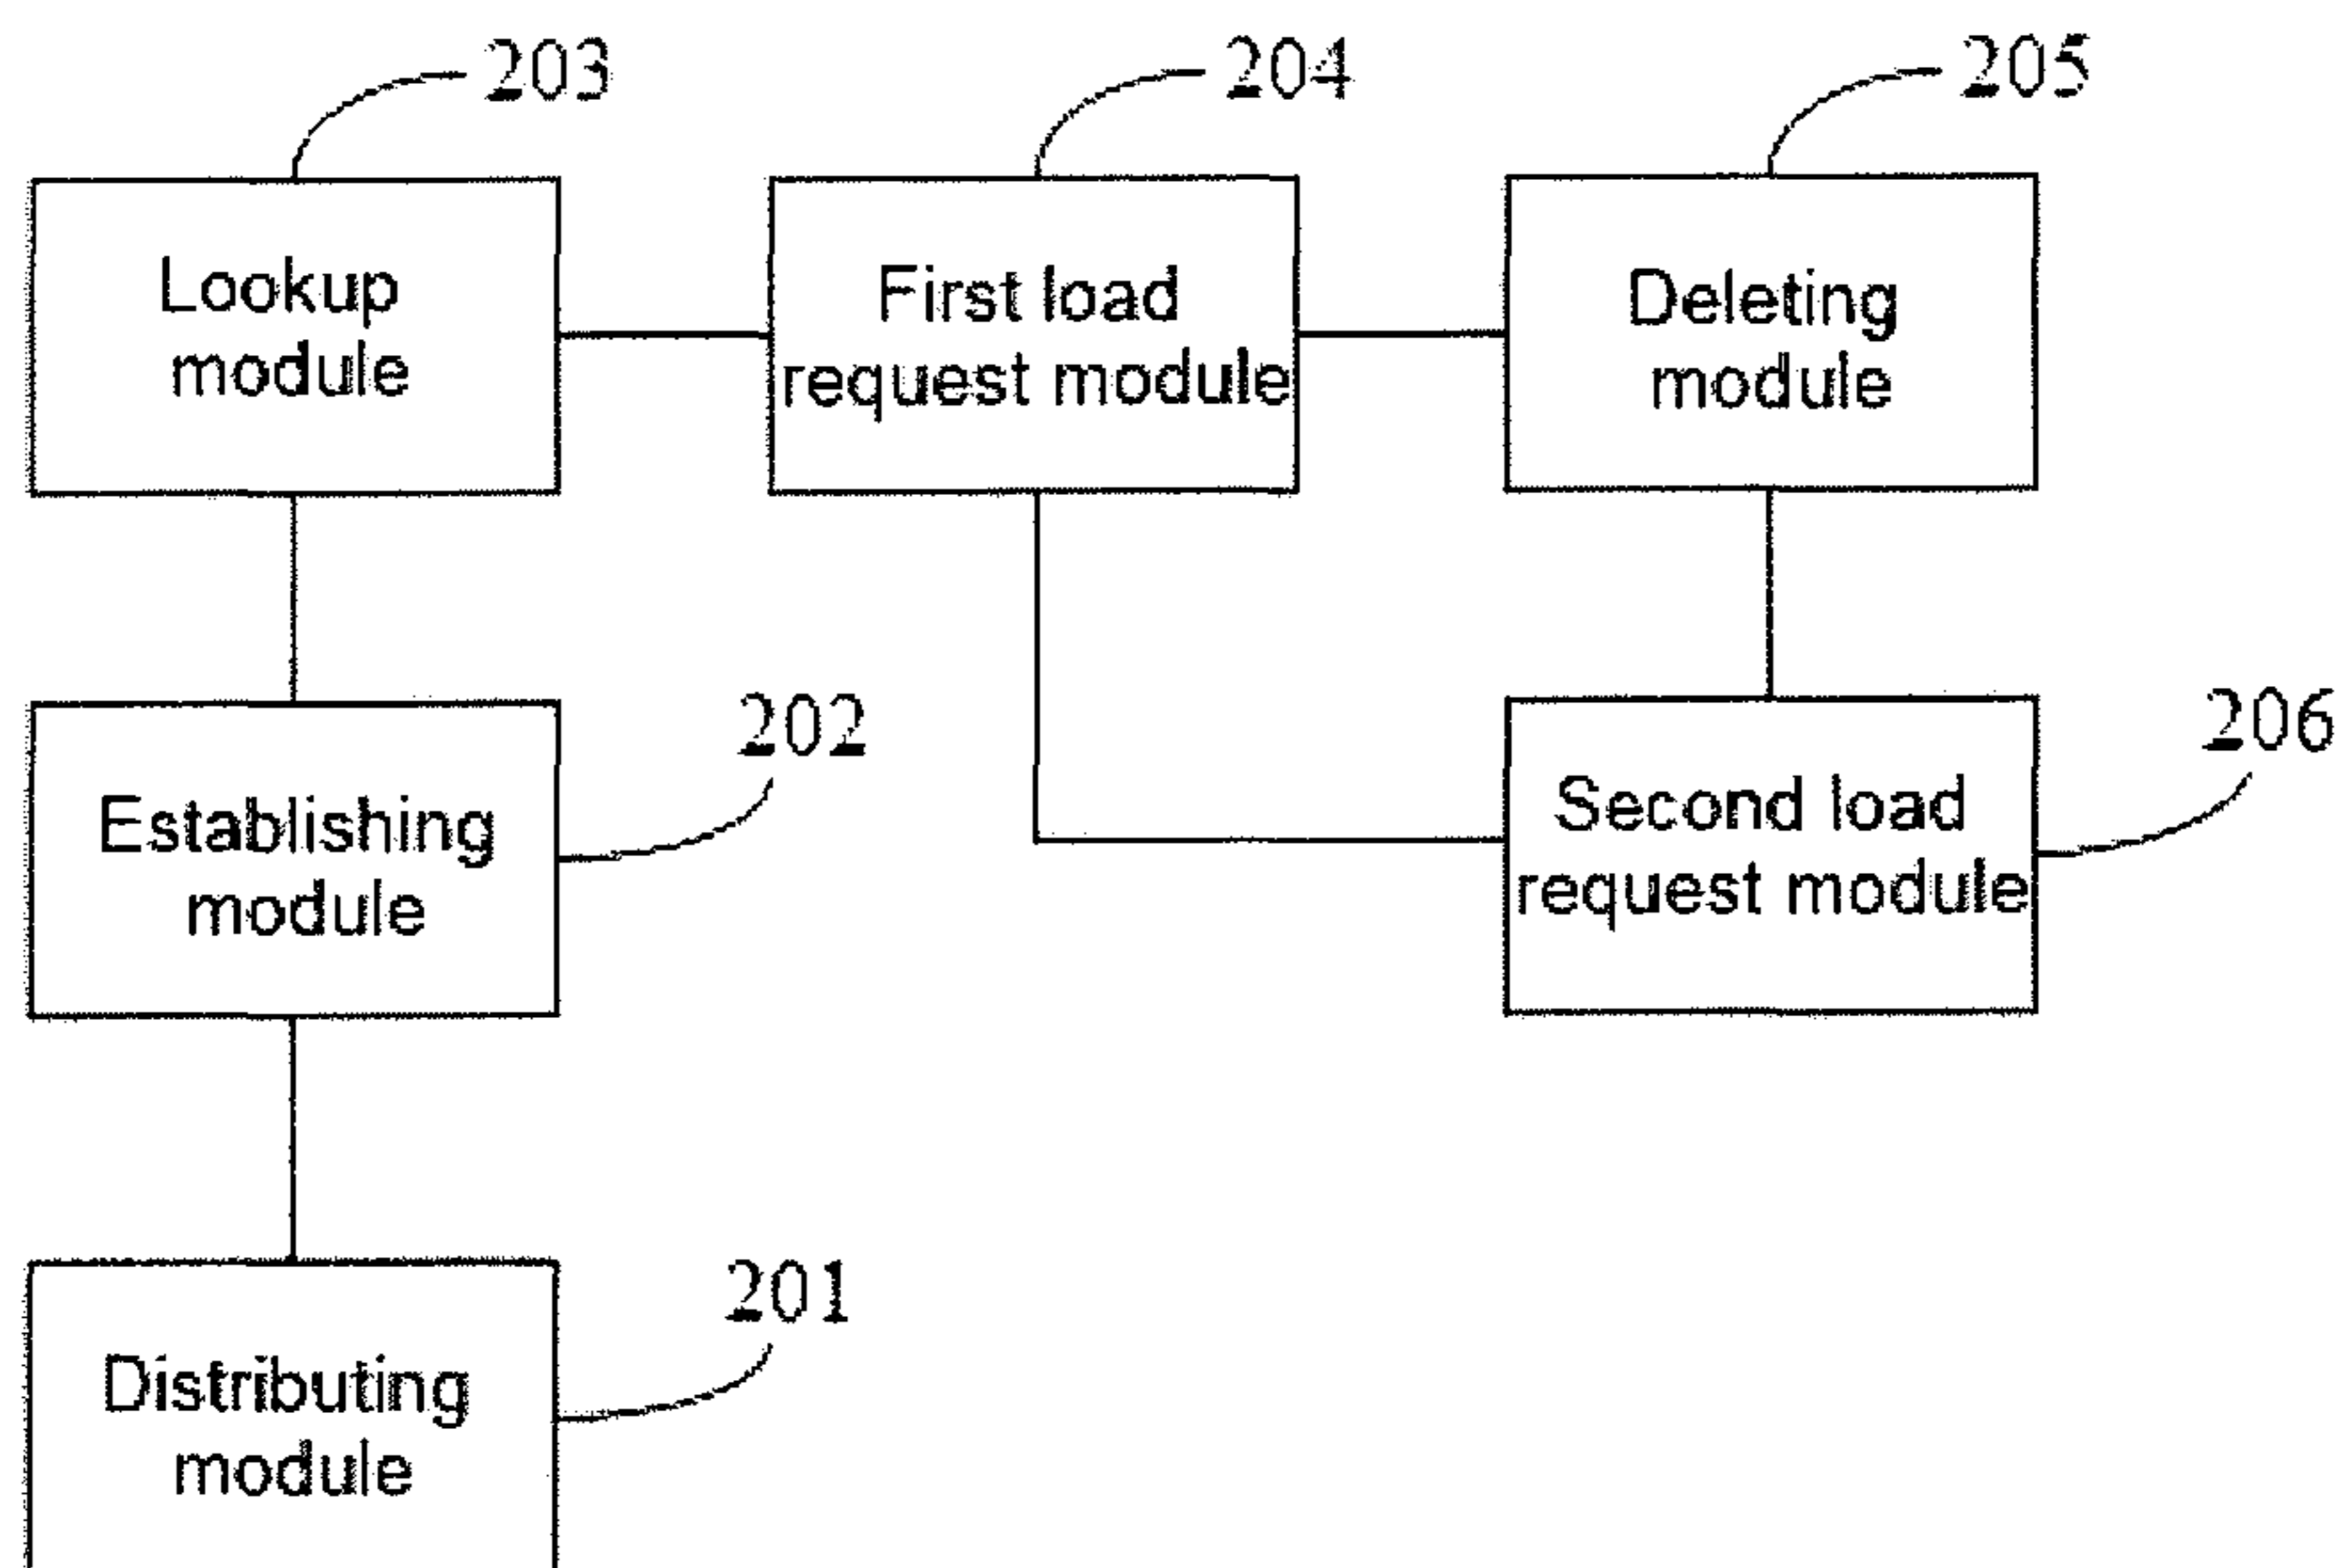 203
204
205
Lookup
module
First load
request module
Deleting
module
202
206
Establishing
module
Second load
request module
201
Distributing
module